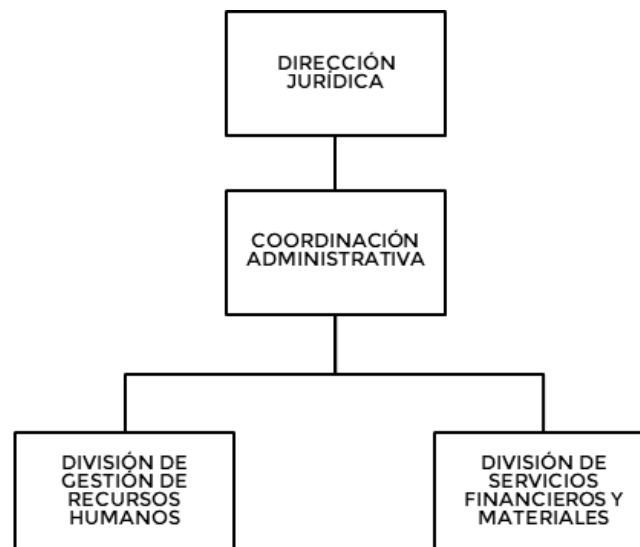 DIRECCIÓN
JURÍDICA
COORDINACIÓN
ADMINISTRATIVA
DIVISIÓN DE
GESTIÓN DE
RECURSOS
HUMANOS
DIVISIÓN DE
SERVICIOS
FINANCIEROS Y
MATERIALES